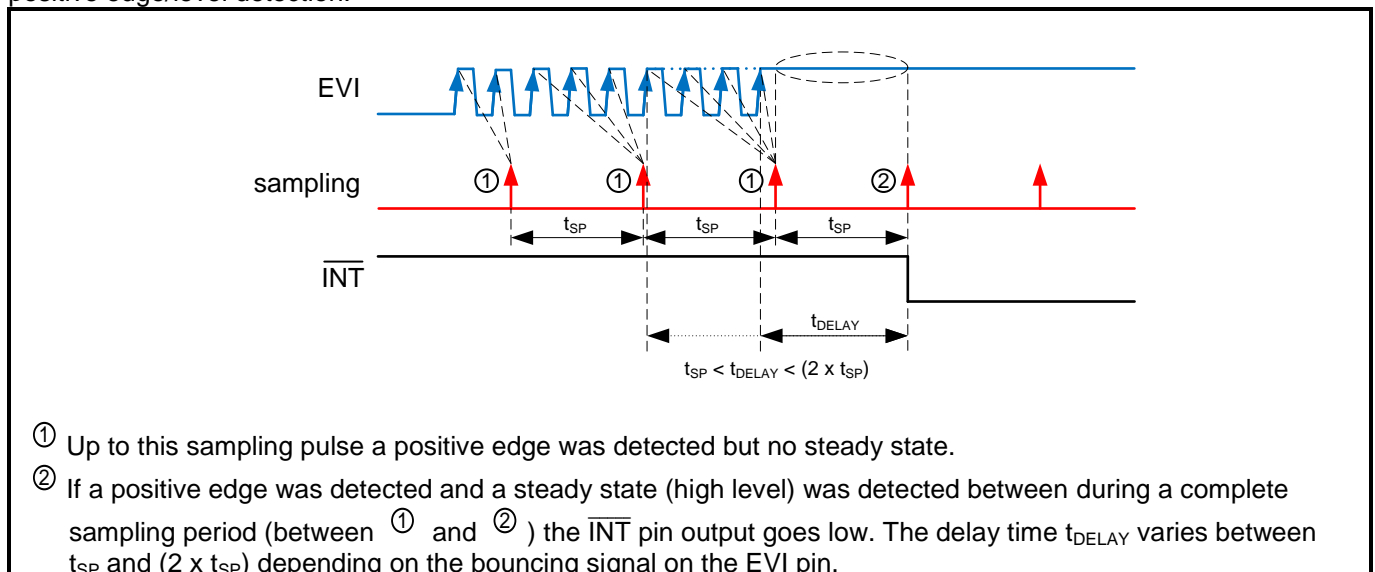 positive edge/level detection.
EVI
sampling
① ① ① ②
tSP tSP tSP
INT
tDELAY
tSP < tDELAY < (2 x tSP)
① Up to this sampling pulse a positive edge was detected but no steady state.
② If a positive edge was detected and a steady state (high level) was detected between during a complete
sampling period (between ① and ② ) the INT pin output goes low. The delay time tDELAY varies between
tSP and (2 x tSP) depending on the bouncing signal on the EVI pin.